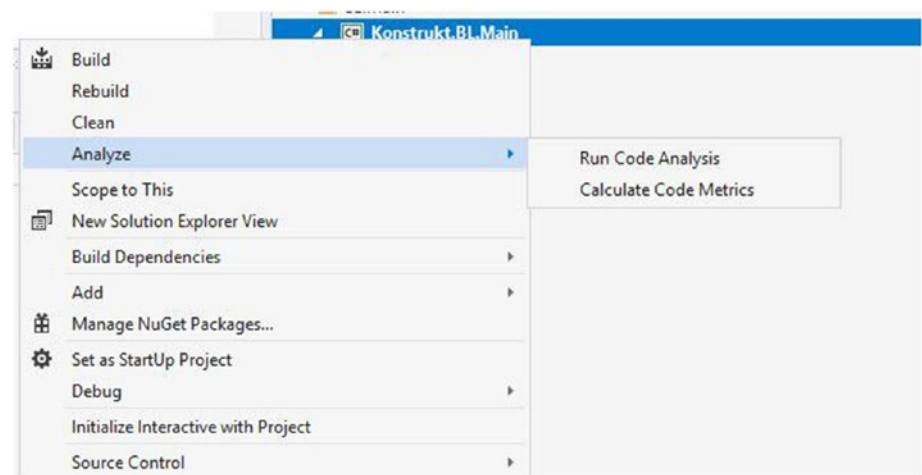 Konstrukt.BL.Main
Build
Rebuild
Clean
Analyze
Run Code Analysis
Calculate Code Metrics
Scope to This
New Solution Explorer View
Build Dependencies
Add
Manage NuGet Packages...
Set as StartUp Project
Debug
Initialize Interactive with Project
Source Control